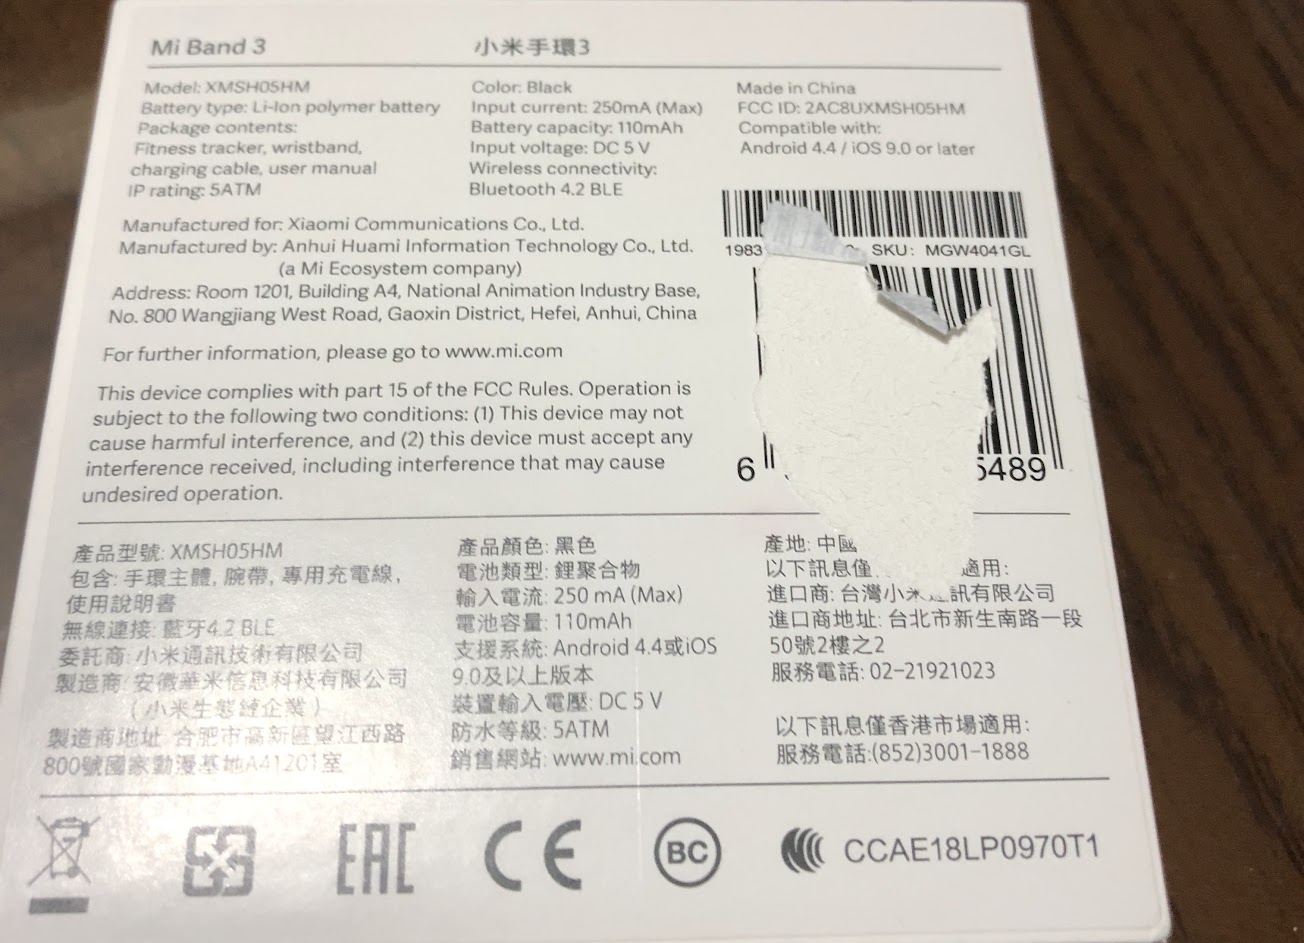 Mi Band 3
小米手環3
Model: XMSH05HM
Battery type: Li-Ion polymer battery
Package contents:
Fitness tracker, wristband,
charging cable, user manual
IP rating: 5ATM
Color: Black
Input current: 250mA (Max)
Battery capacity: 110mAh
Input voltage: DC 5 V
Wireless connectivity:
Bluetooth 4.2 BLE
Made in China
FCC ID: 2AC8UXMSH05HM
Compatible with:
Android 4.4 / iOS 9.0 or later
Manufactured for: Xiaomi Communications Co., Ltd.
Manufactured by: Anhui Huami Information Technology Co., Ltd.
(a Mi Ecosystem company)
Address: Room 1201, Building A4, National Animation Industry Base,
No. 800 Wangjiang West Road, Gaoxin District, Hefei, Anhui, China
For further information, please go to www.mi.com
This device complies with part 15 of the FCC Rules. Operation is
subject to the following two conditions: (1) This device may not
cause harmful interference, and (2) this device must accept any
interference received, including interference that may cause
undesired operation.
1983
SKU: MGW4041GL
6
5489
產品型號: XMSH05HM
包含: 手環主體, 腕帶, 專用充電線,
使用說明書
無線連接: 藍牙4.2 BLE
委託商: 小米通訊技術有限公司
製造商: 安徽華米信息科技有限公司
(小米生態鏈企業)
製造商地址: 合肥市高新區望江西路
800號國家動漫基地A41201室
產品顏色: 黑色
電池類型: 鋰聚合物
輸入電流: 250 mA (Max)
電池容量: 110mAh
支援系統: Android 4.4或iOS
9.0及以上版本
裝置輸入電壓: DC 5 V
防水等級: 5ATM
銷售網站: www.mi.com
產地: 中國
以下訊息僅 適用:
進口商: 台灣小米 訊有限公司
進口商地址: 台北市新生南路一段
50號2樓之2
服務電話: 02-21921023
以下訊息僅香港市場適用:
服務電話:(852)3001-1888
EAC
CE
BC
CCAE18LP0970T1